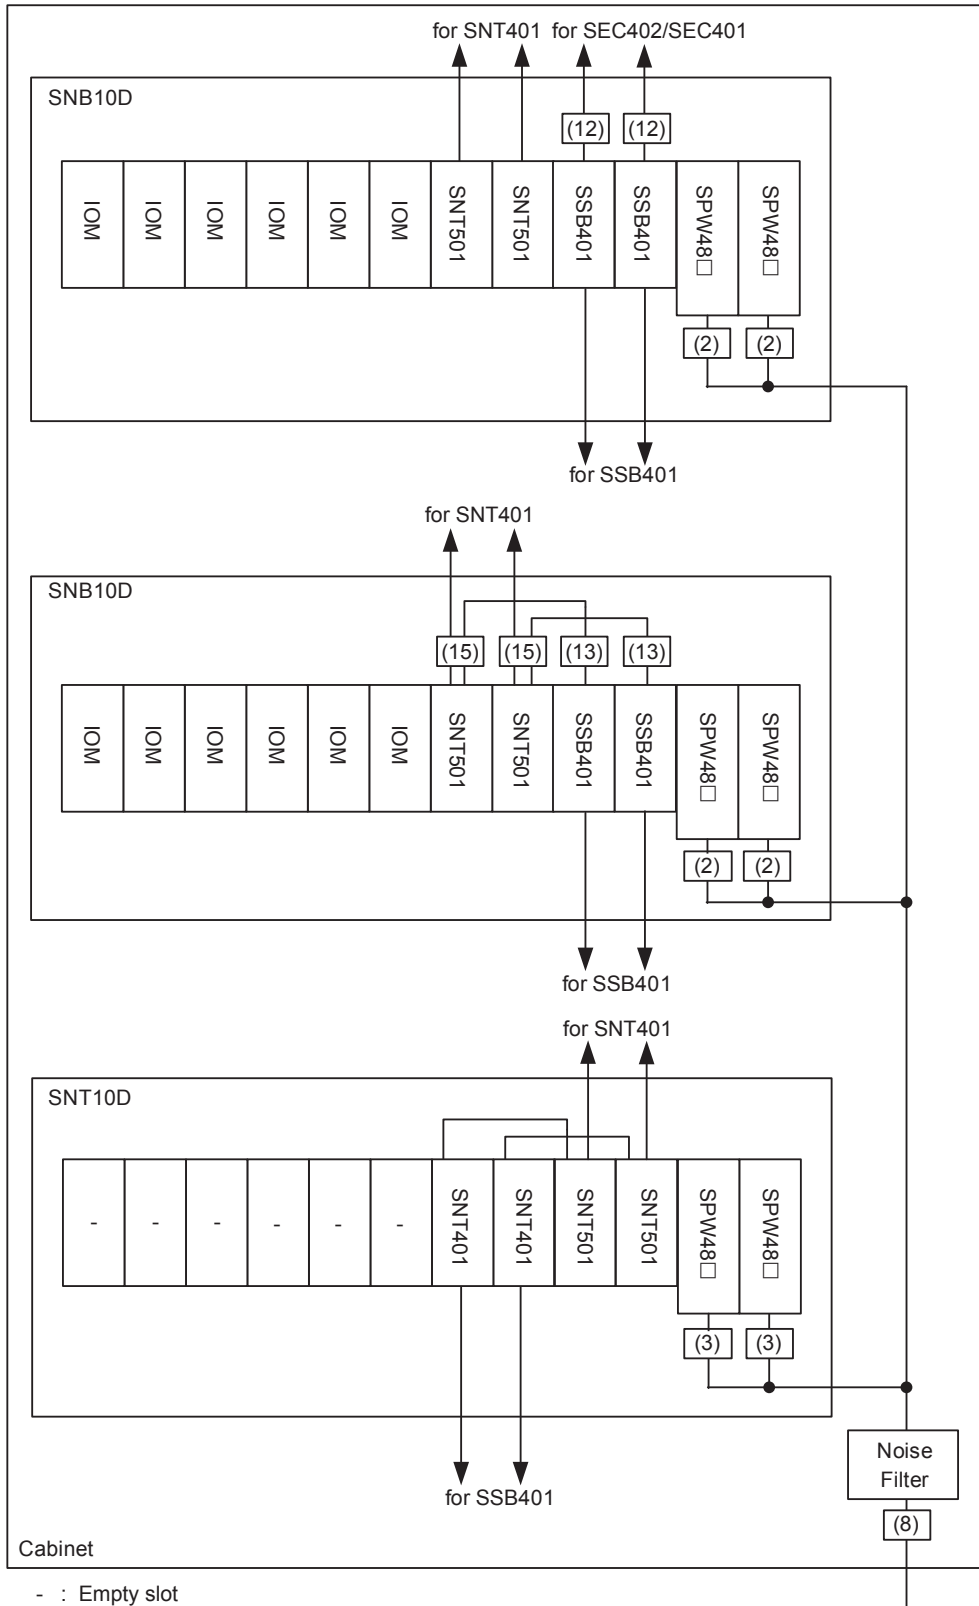 for SNT401 for SEC402/SEC401
SNB10D
(12) (12)
IOM IOM IOM IOM IOM IOM SNT501 SNT501 SSB401 SSB401 SPW48□ SPW48□
(2) (2)
for SSB401
for SNT401
SNB10D
(15) (15) (13) (13)
IOM IOM IOM IOM IOM IOM SNT501 SNT501 SSB401 SSB401 SPW48□ SPW48□
(2) (2)
for SSB401
for SNT401
SNT10D
- - - - - - SNT401 SNT401 SNT501 SNT501 SPW48□ SPW48□
(3) (3)
for SSB401
Noise
Filter
(8)
Cabinet
- : Empty slot